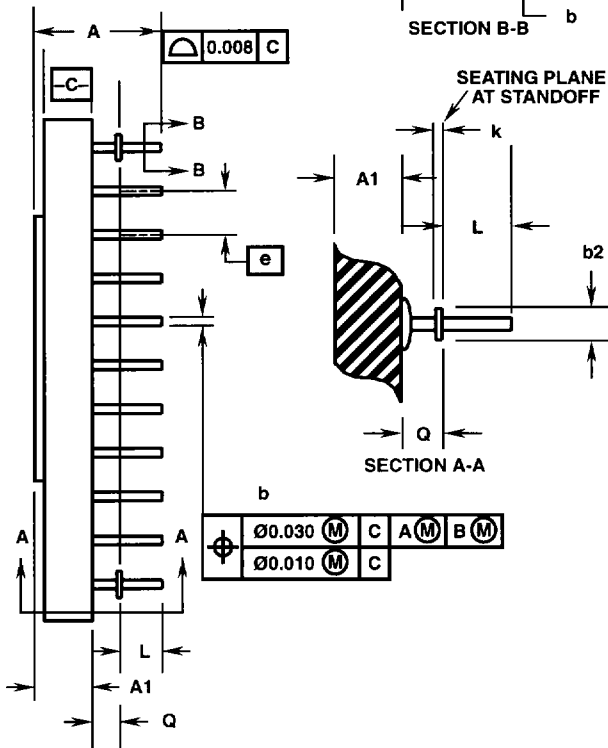 b
SECTION B-B
A
⌓ 0.008 C
-C-
SEATING PLANE
AT STANDOFF
B
k
B
A1
L
e
b2
Q
SECTION A-A
b
⌖ Ø0.030 Ⓜ C A Ⓜ B Ⓜ
Ø0.010 Ⓜ C
A
A
L
A1
Q